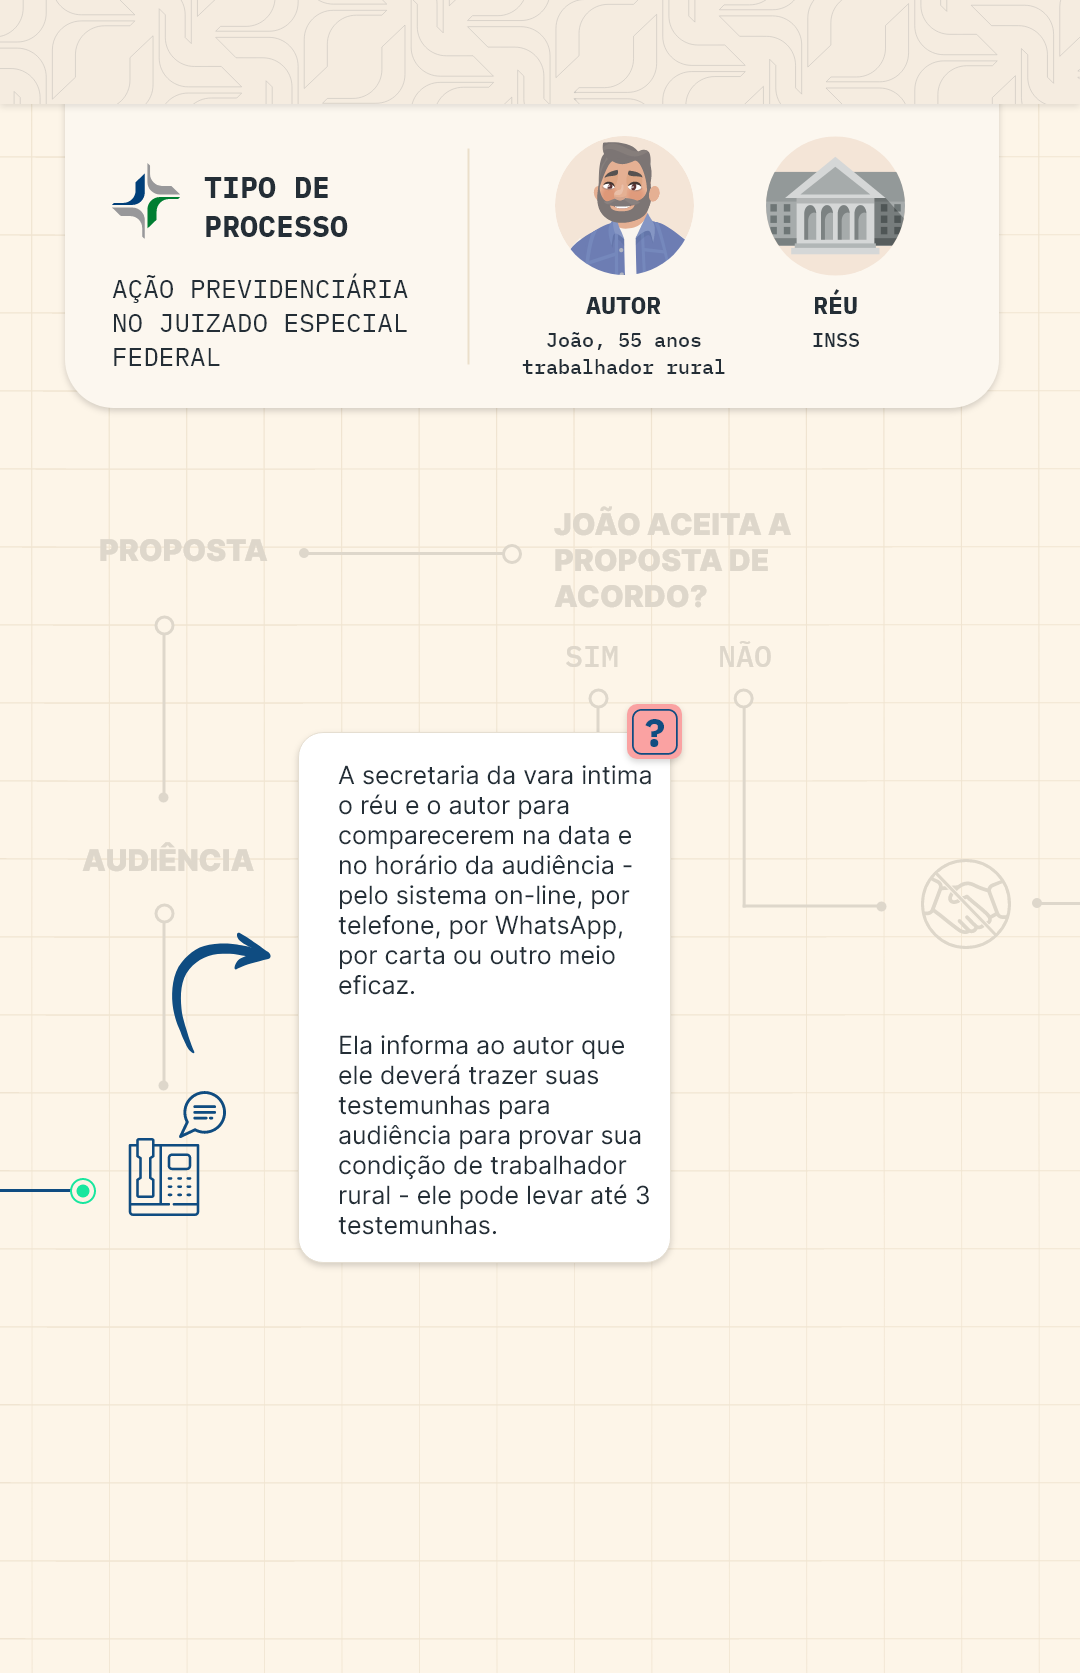 TIPO DE
PROCESSO
AÇÃO PREVIDENCIÁRIA
NO JUIZADO ESPECIAL
FEDERAL
AUTOR
João, 55 anos
trabalhador rural
RÉU
INSS
PROPOSTA
JOÃO ACEITA A
PROPOSTA DE
ACORDO?
SIM
NÃO
AUDIÊNCIA
?
A secretaria da vara intima
o réu e o autor para
comparecerem na data e
no horário da audiência -
pelo sistema on-line, por
telefone, por WhatsApp,
por carta ou outro meio
eficaz.
Ela informa ao autor que
ele deverá trazer suas
testemunhas para
audiência para provar sua
condição de trabalhador
rural - ele pode levar até 3
testemunhas.